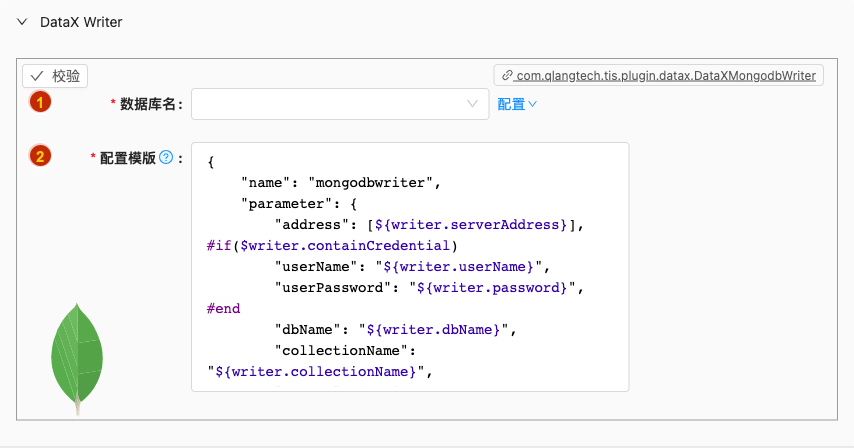 DataX Writer
校验
com.qlangtech.tis.plugin.datax.DataXMongodbWriter
1
* 数据库名:
配置
2
* 配置模版 ? :
{
    "name": "mongodbwriter",
    "parameter": {
        "address": [${writer.serverAddress}],
#if($writer.containCredential)
        "userName": "${writer.userName}",
        "userPassword": "${writer.password}",
#end
        "dbName": "${writer.dbName}",
        "collectionName":
"${writer.collectionName}",